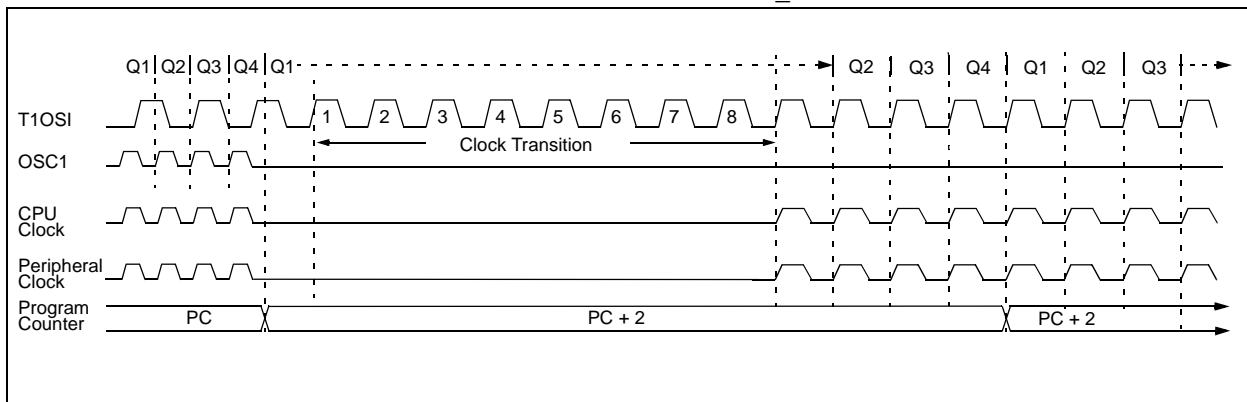 Q1 Q2 Q3 Q4 Q1 Q2 Q3 Q4 Q1 Q2 Q3
T1OSI 1 2 3 4 5 6 7 8
Clock Transition
OSC1
CPU
Clock
Peripheral
Clock
Program
Counter
PC PC + 2 PC + 2